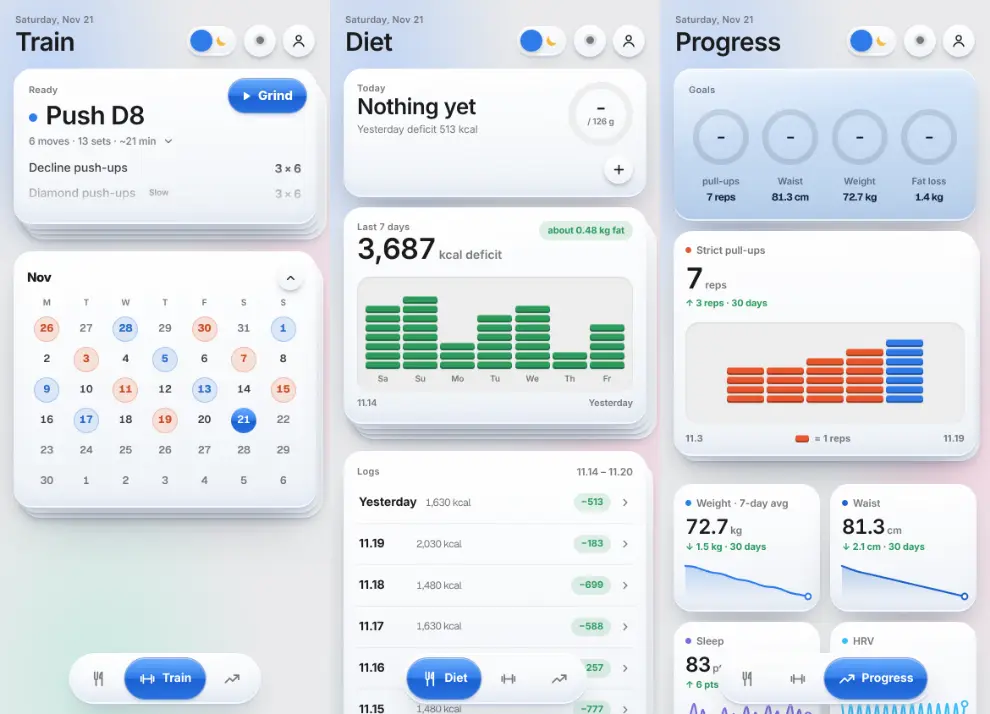 Saturday, Nov 21
Train
Ready
Push D8
Grind
6 moves · 13 sets · ~21 min
Decline push-ups 3 × 6
Diamond push-ups Slow 3 × 6
Nov
M T W T F S S
26 27 28 29 30 31 1
2 3 4 5 6 7 8
9 10 11 12 13 14 15
16 17 18 19 20 21 22
23 24 25 26 27 28 29
30 1 2 3 4 5 6
Train
Saturday, Nov 21
Diet
Today
Nothing yet
Yesterday deficit 513 kcal
–
/ 126 g
+
Last 7 days
about 0.48 kg fat
3,687 kcal deficit
Sa Su Mo Tu We Th Fr
11.14 Yesterday
Logs 11.14 – 11.20
Yesterday 1,630 kcal −513
11.19 2,030 kcal −183
11.18 1,480 kcal −699
11.17 1,630 kcal −588
11.16 257
11.15 1,480 kcal −777
Diet
Saturday, Nov 21
Progress
Goals
– – – –
pull-ups Waist Weight Fat loss
7 reps 81.3 cm 72.7 kg 1.4 kg
Strict pull-ups
7 reps
↑ 3 reps · 30 days
11.3 = 1 reps 11.19
Weight · 7-day avg
72.7 kg
↓ 1.5 kg · 30 days
Waist
81.3 cm
↓ 2.1 cm · 30 days
Sleep
83
↑ 6 pts
HRV
Progress